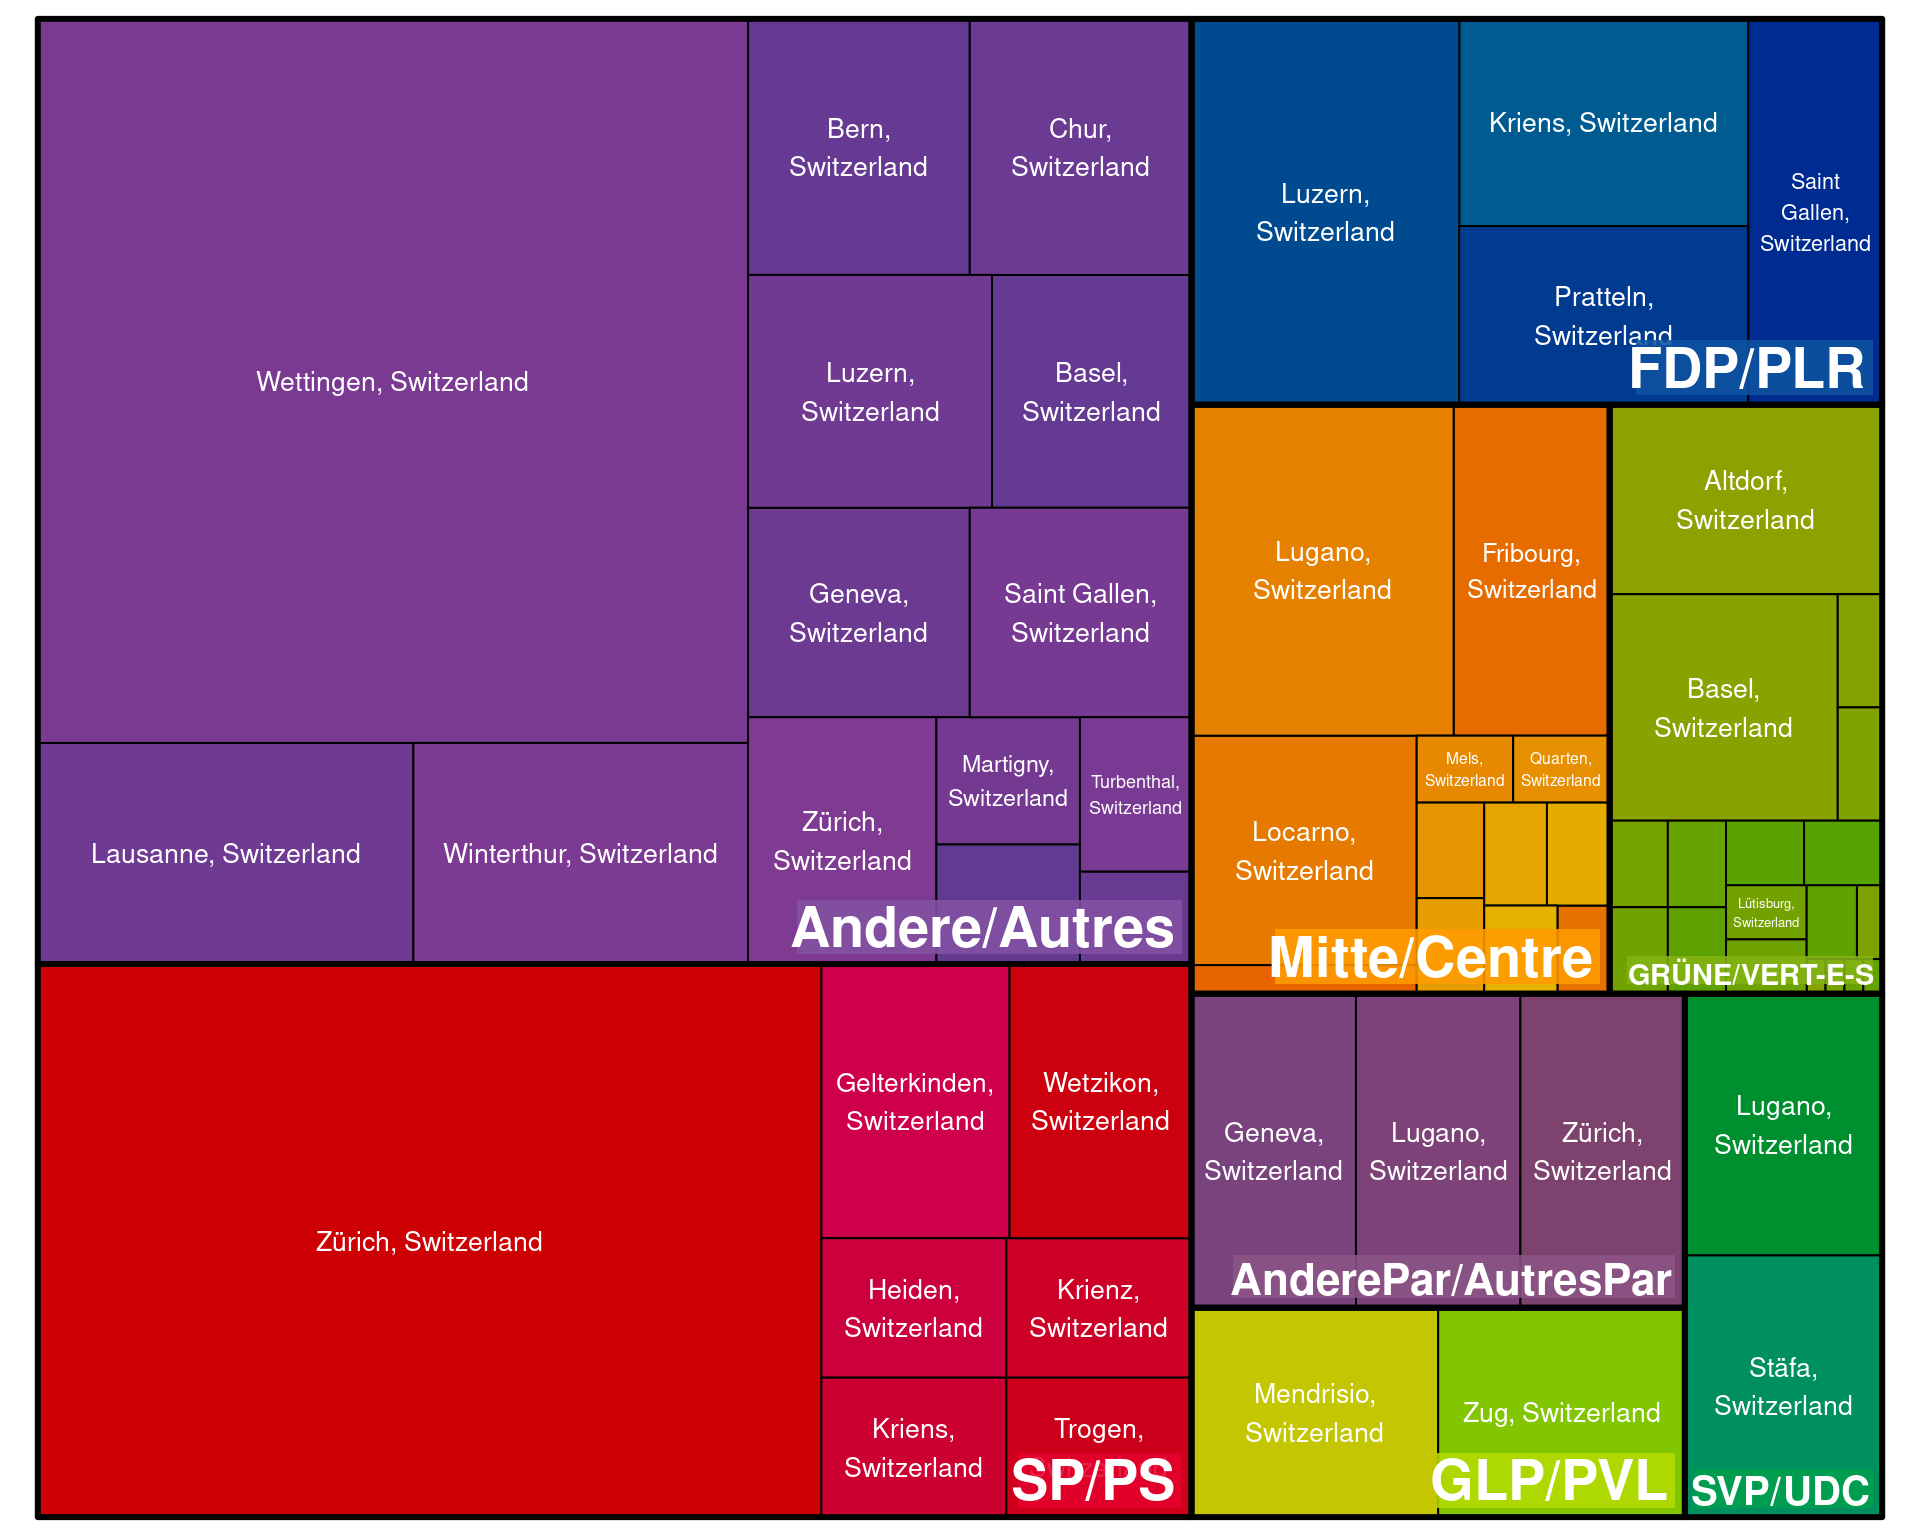 Wettingen, Switzerland
Bern,
Switzerland
Chur,
Switzerland
Luzern,
Switzerland
Basel,
Switzerland
Geneva,
Switzerland
Saint Gallen,
Switzerland
Lausanne, Switzerland
Winterthur, Switzerland
Zürich,
Switzerland
Martigny,
Switzerland
Turbenthal,
Switzerland
Andere/Autres
Luzern,
Switzerland
Kriens, Switzerland
Pratteln,
Switzerland
Saint
Gallen,
Switzerland
FDP/PLR
Lugano,
Switzerland
Fribourg,
Switzerland
Locarno,
Switzerland
Mels,
Switzerland
Quarten,
Switzerland
Mitte/Centre
Altdorf,
Switzerland
Basel,
Switzerland
Lütisburg,
Switzerland
GRÜNE/VERT-E-S
Zürich, Switzerland
Gelterkinden,
Switzerland
Wetzikon,
Switzerland
Heiden,
Switzerland
Krienz,
Switzerland
Kriens,
Switzerland
Trogen,
SP/PS
Geneva,
Switzerland
Lugano,
Switzerland
Zürich,
Switzerland
AnderePar/AutresPar
Mendrisio,
Switzerland
Zug, Switzerland
GLP/PVL
Lugano,
Switzerland
Stäfa,
Switzerland
SVP/UDC